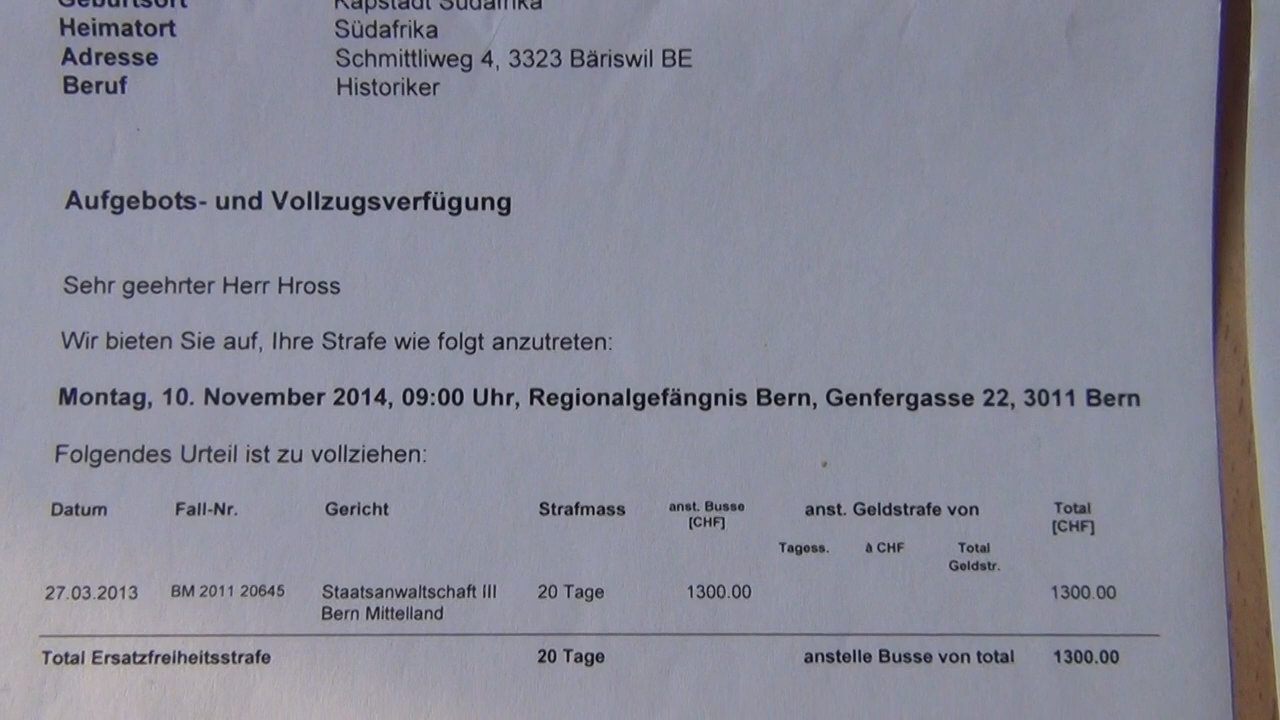 Geburtsort Kapstadt Südafrika
Heimatort Südafrika
Adresse Schmittliweg 4, 3323 Bäriswil BE
Beruf Historiker
Aufgebots- und Vollzugsverfügung
Sehr geehrter Herr Hross
Wir bieten Sie auf, Ihre Strafe wie folgt anzutreten:
Montag, 10. November 2014, 09:00 Uhr, Regionalgefängnis Bern, Genfergasse 22, 3011 Bern
Folgendes Urteil ist zu vollziehen:
Datum Fall-Nr. Gericht Strafmass anst. Busse anst. Geldstrafe von Total
[CHF] [CHF]
Tagess. à CHF Total
Geldstr.
27.03.2013 BM 2011 20645 Staatsanwaltschaft III 20 Tage 1300.00 1300.00
Bern Mittelland
Total Ersatzfreiheitsstrafe 20 Tage anstelle Busse von total 1300.00